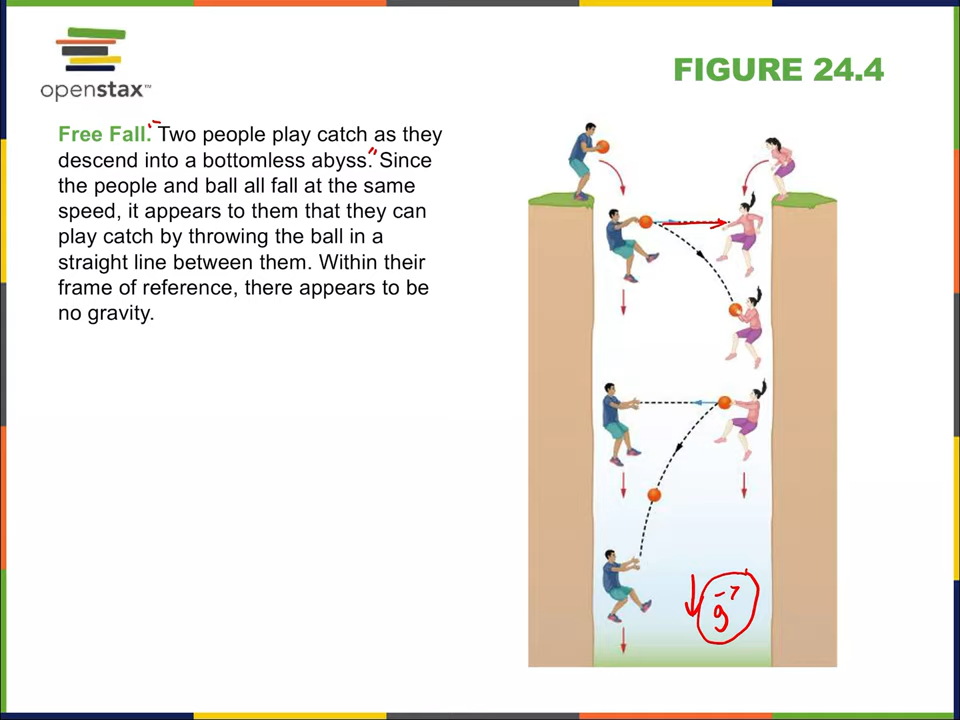 openstax™
FIGURE 24.4
Free Fall. Two people play catch as they
descend into a bottomless abyss. Since
the people and ball all fall at the same
speed, it appears to them that they can
play catch by throwing the ball in a
straight line between them. Within their
frame of reference, there appears to be
no gravity.
g